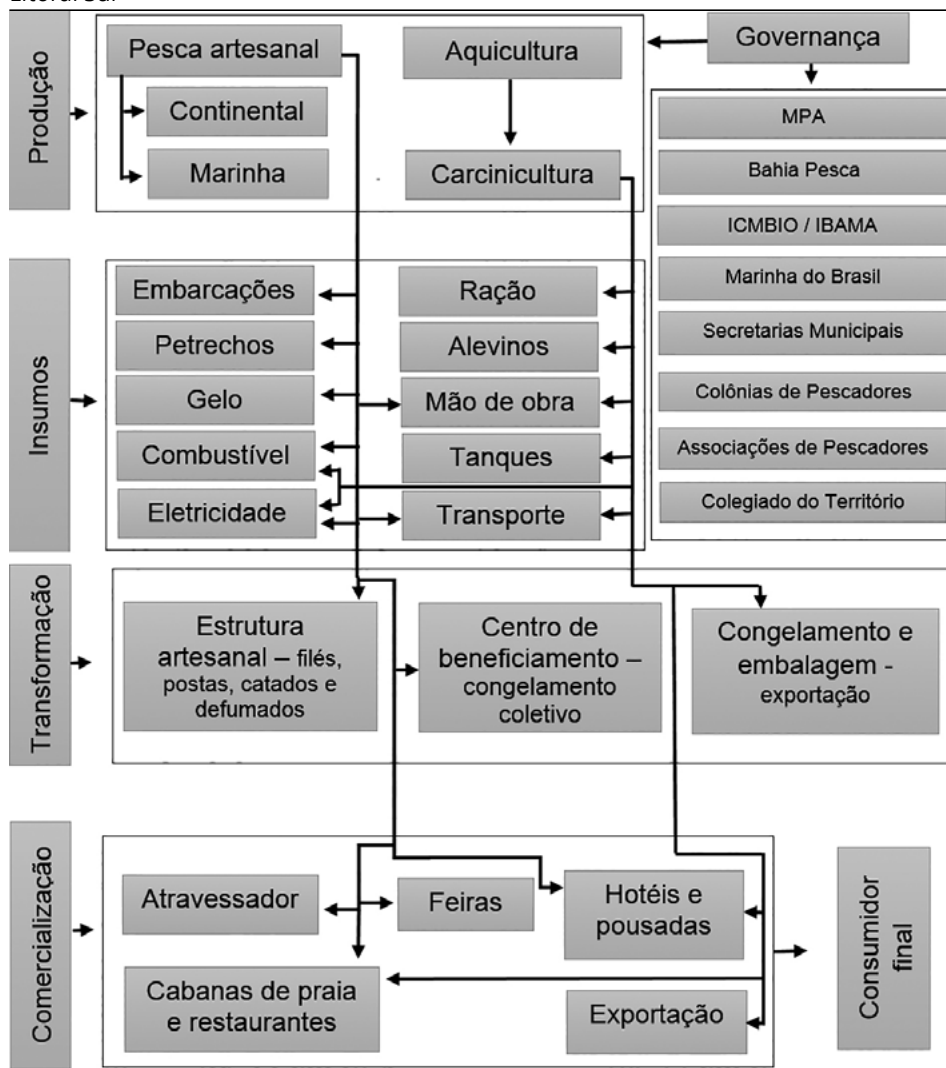 Litoral Sul
Produção
Pesca artesanal
Continental
Marinha
Aquicultura
Carcinicultura
Governança
MPA
Bahia Pesca
ICMBIO / IBAMA
Marinha do Brasil
Secretarias Municipais
Colônias de Pescadores
Associações de Pescadores
Colegiado do Território
Insumos
Embarcações
Petrechos
Gelo
Combustível
Eletricidade
Ração
Alevinos
Mão de obra
Tanques
Transporte
Transformação
Estrutura
artesanal – filés,
postas, catados e
defumados
Centro de
beneficiamento –
congelamento
coletivo
Congelamento e
embalagem -
exportação
Comercialização
Atravessador
Feiras
Hotéis e
pousadas
Cabanas de praia
e restaurantes
Exportação
Consumidor
final